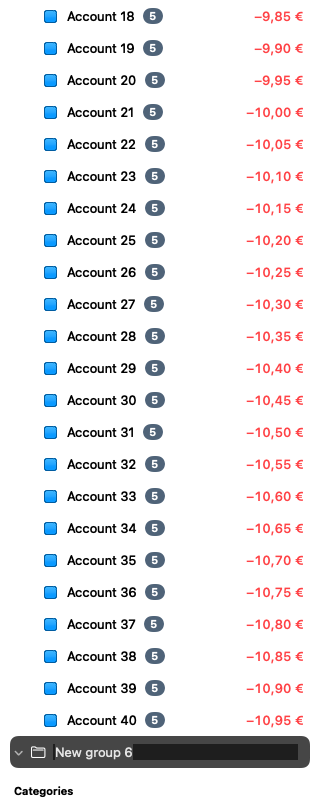 Account 18 5 −9,85 €
Account 19 5 −9,90 €
Account 20 5 −9,95 €
Account 21 5 −10,00 €
Account 22 5 −10,05 €
Account 23 5 −10,10 €
Account 24 5 −10,15 €
Account 25 5 −10,20 €
Account 26 5 −10,25 €
Account 27 5 −10,30 €
Account 28 5 −10,35 €
Account 29 5 −10,40 €
Account 30 5 −10,45 €
Account 31 5 −10,50 €
Account 32 5 −10,55 €
Account 33 5 −10,60 €
Account 34 5 −10,65 €
Account 35 5 −10,70 €
Account 36 5 −10,75 €
Account 37 5 −10,80 €
Account 38 5 −10,85 €
Account 39 5 −10,90 €
Account 40 5 −10,95 €
New group 6
Categories